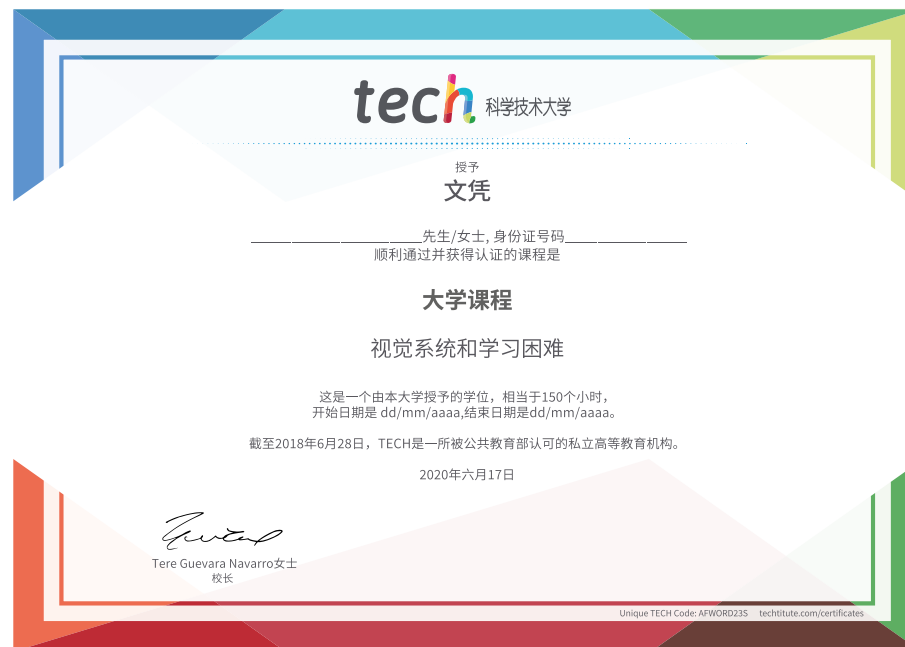 tech 科学技术大学
授予
文凭
先生/女士, 身份证号码
顺利通过并获得认证的课程是
大学课程
视觉系统和学习困难
这是一个由本大学授予的学位，相当于150个小时，
开始日期是 dd/mm/aaaa,结束日期是dd/mm/aaaa。
截至2018年6月28日，TECH是一所被公共教育部认可的私立高等教育机构。
2020年六月17日
Tere Guevara Navarro女士
校长
Unique TECH Code: AFWORD23S techtitute.com/certificates